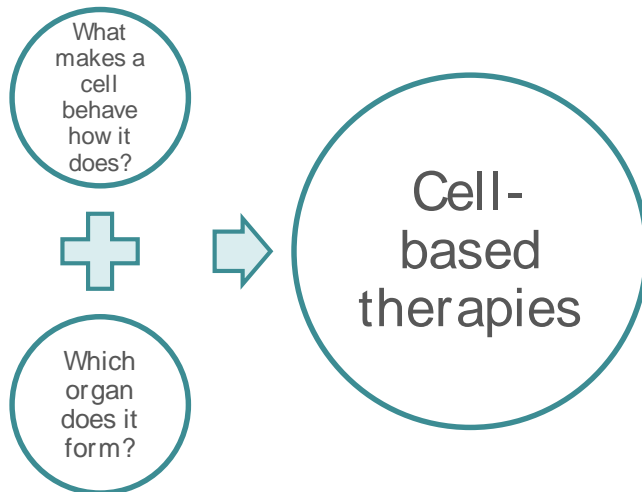 What
makes a
cell
behave
how it
does?
Which
organ
does it
form?
Cell-
based
therapies